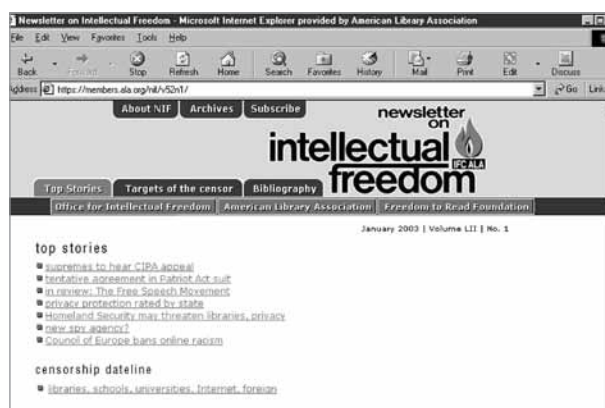 Newsletter on Intellectual Freedom - Microsoft Internet Explorer provided by American Library Association
File Edit View Favorites Tools Help
Back Forward Stop Refresh Home Search Favorites History Mail Print Edit Discuss
Address https://members.ala.org/nif/v52n1/ Go Link
About NIF Archives Subscribe
newsletter
on
intellectual
freedom
IFC ALA
Top Stories Targets of the censor Bibliography
Office for Intellectual Freedom American Library Association Freedom to Read Foundation
January 2003 | Volume LII | No. 1
top stories
supremes to hear CIPA appeal
tentative agreement in Patriot Act suit
in review: The Free Speech Movement
privacy protection rated by state
Homeland Security may threaten libraries, privacy
new spy agency?
Council of Europe bans online racism
censorship dateline
libraries, schools, universities, Internet, foreign